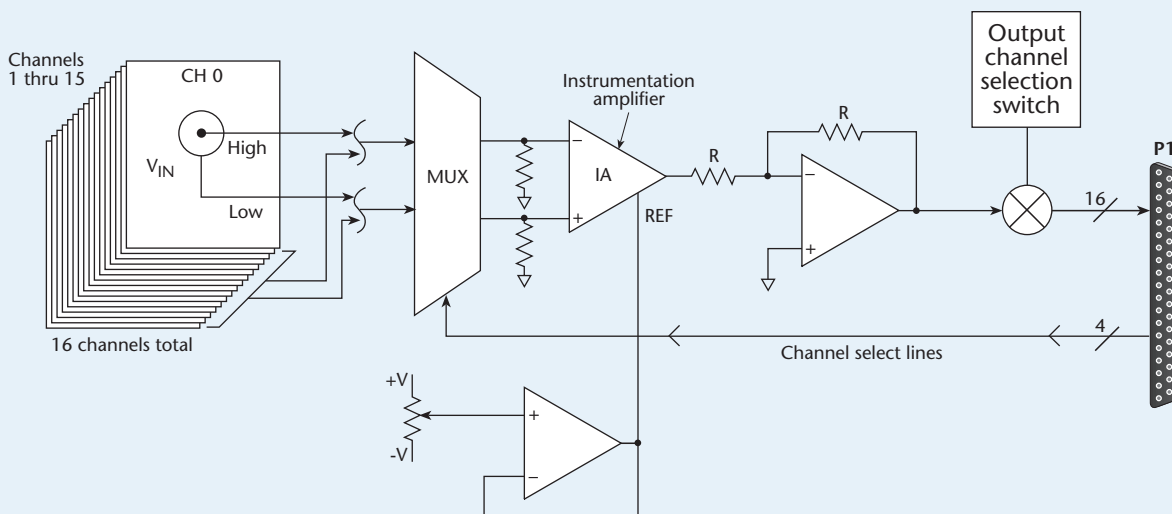 Channels
1 thru 15
CH 0
High
V_IN
Low
16 channels total
MUX
Instrumentation
amplifier
−
IA
+
REF
R
R
−
+
Output
channel
selection
switch
16
P1
4
Channel select lines
+V
-V
+
−